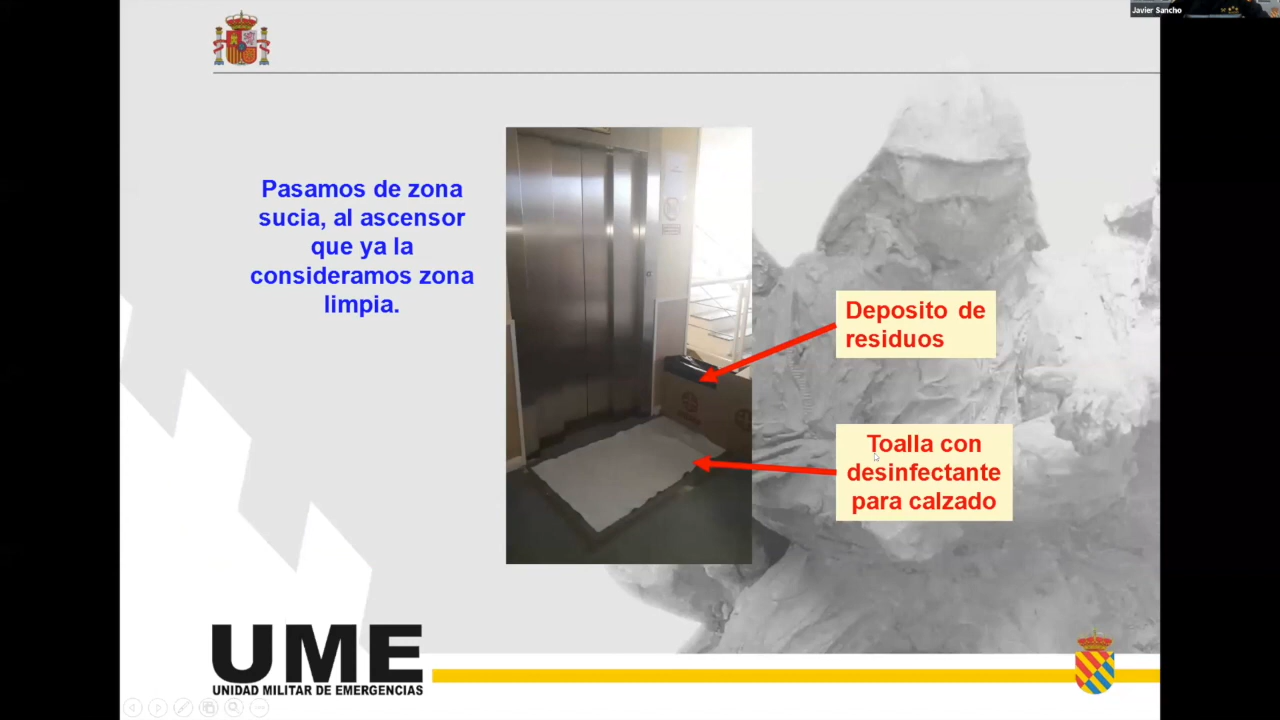 Javier Sancho
Pasamos de zona
sucia, al ascensor
que ya la
consideramos zona
limpia.
Deposito de
residuos
Toalla con
desinfectante
para calzado
UME
UNIDAD MILITAR DE EMERGENCIAS